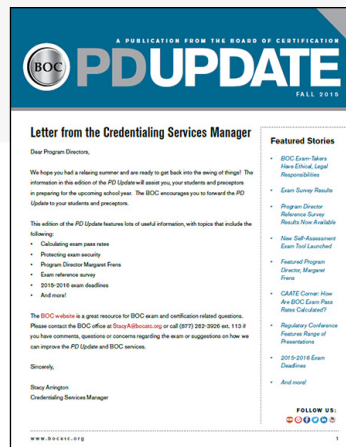 A PUBLICATION FROM THE BOARD OF CERTIFICATION
BOC
PDUPDATE
FALL 2015
Letter from the Credentialing Services Manager
Dear Program Directors,
We hope you had a relaxing summer and are ready to get back into the swing of things! The
information in this edition of the PD Update will assist you, your students and preceptors
in preparing for the upcoming school year. The BOC encourages you to forward the PD
Update to your students and preceptors.
This edition of the PD Update features lots of useful information, with topics that include the
following:
• Calculating exam pass rates
• Protecting exam security
• Program Director Margaret Frens
• Exam reference survey
• 2015-2016 exam deadlines
• And more!
The BOC website is a great resource for BOC exam and certification related questions.
Please contact the BOC office at StacyA@bocatc.org or call (877) 262-3926 ext. 113 if
you have comments, questions or concerns regarding the exam or suggestions on how we
can improve the PD Update and BOC services.
Sincerely,
Stacy Arrington
Credentialing Services Manager
Featured Stories
• BOC Exam-Takers
Have Ethical, Legal
Responsibilities
• Exam Survey Results
• Program Director
Reference Survey
Results Now Available
• New Self-Assessment
Exam Tool Launched
• Featured Program
Director, Margaret
Frens
• CAATE Corner: How
Are BOC Exam Pass
Rates Calculated?
• Regulatory Conference
Features Range of
Presentations
• 2015-2016 Exam
Deadlines
• And more!
FOLLOW US:
www.bocatc.org
1